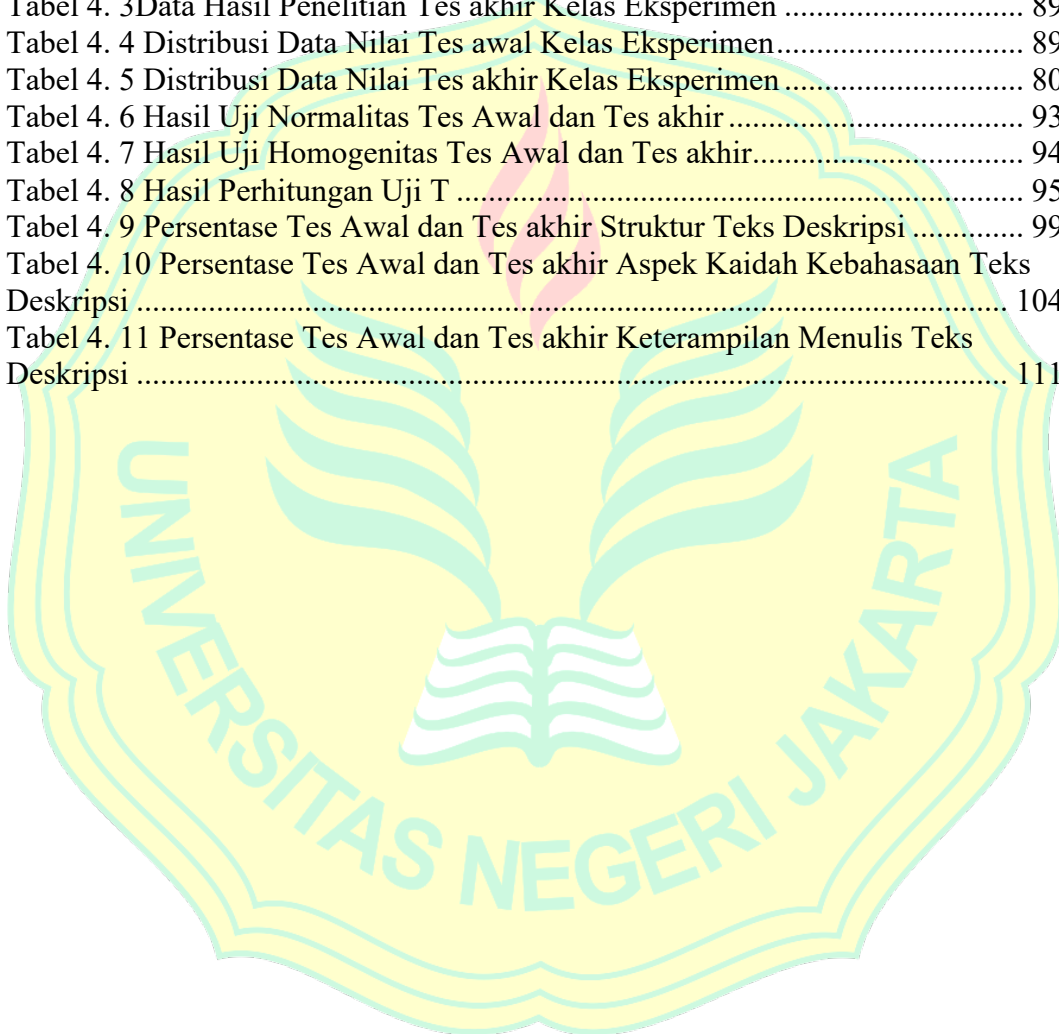 Tabel 4. 3Data Hasil Penelitian Tes akhir Kelas Eksperimen .............................. 89
Tabel 4. 4 Distribusi Data Nilai Tes awal Kelas Eksperimen............................... 89
Tabel 4. 5 Distribusi Data Nilai Tes akhir Kelas Eksperimen .............................. 80
Tabel 4. 6 Hasil Uji Normalitas Tes Awal dan Tes akhir ..................................... 93
Tabel 4. 7 Hasil Uji Homogenitas Tes Awal dan Tes akhir.................................. 94
Tabel 4. 8 Hasil Perhitungan Uji T ....................................................................... 95
Tabel 4. 9 Persentase Tes Awal dan Tes akhir Struktur Teks Deskripsi .............. 99
Tabel 4. 10 Persentase Tes Awal dan Tes akhir Aspek Kaidah Kebahasaan Teks
Deskripsi ............................................................................................................. 104
Tabel 4. 11 Persentase Tes Awal dan Tes akhir Keterampilan Menulis Teks
Deskripsi ............................................................................................................. 111
UNIVERSITAS NEGERI JAKARTA